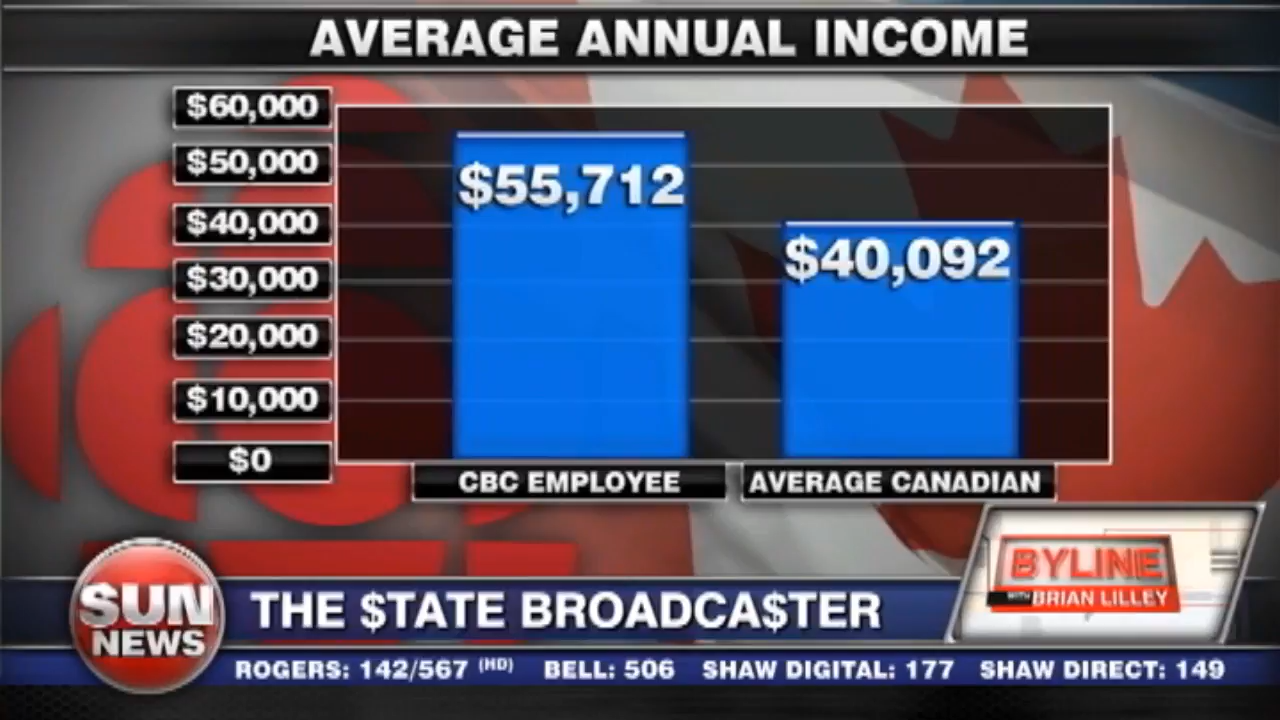 AVERAGE ANNUAL INCOME
$60,000
$50,000
$40,000
$30,000
$20,000
$10,000
$0
$55,712
$40,092
CBC EMPLOYEE
AVERAGE CANADIAN
BYLINE
WITH BRIAN LILLEY
SUN
NEWS
THE $TATE BROADCA$TER
ROGERS: 142/567 (HD) BELL: 506 SHAW DIGITAL: 177 SHAW DIRECT: 149